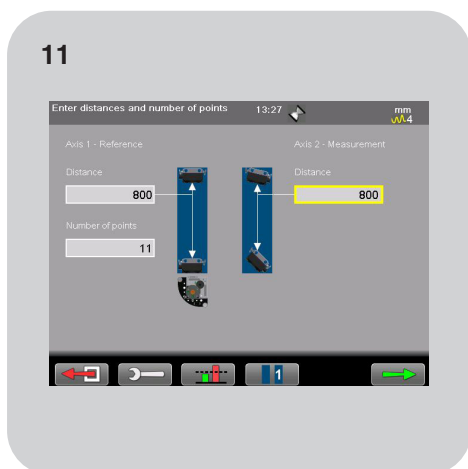 11
Enter distances and number of points 13:27 mm
4
Axis 1 - Reference Axis 2 - Measurement
Distance Distance
800 800
Number of points
11
1